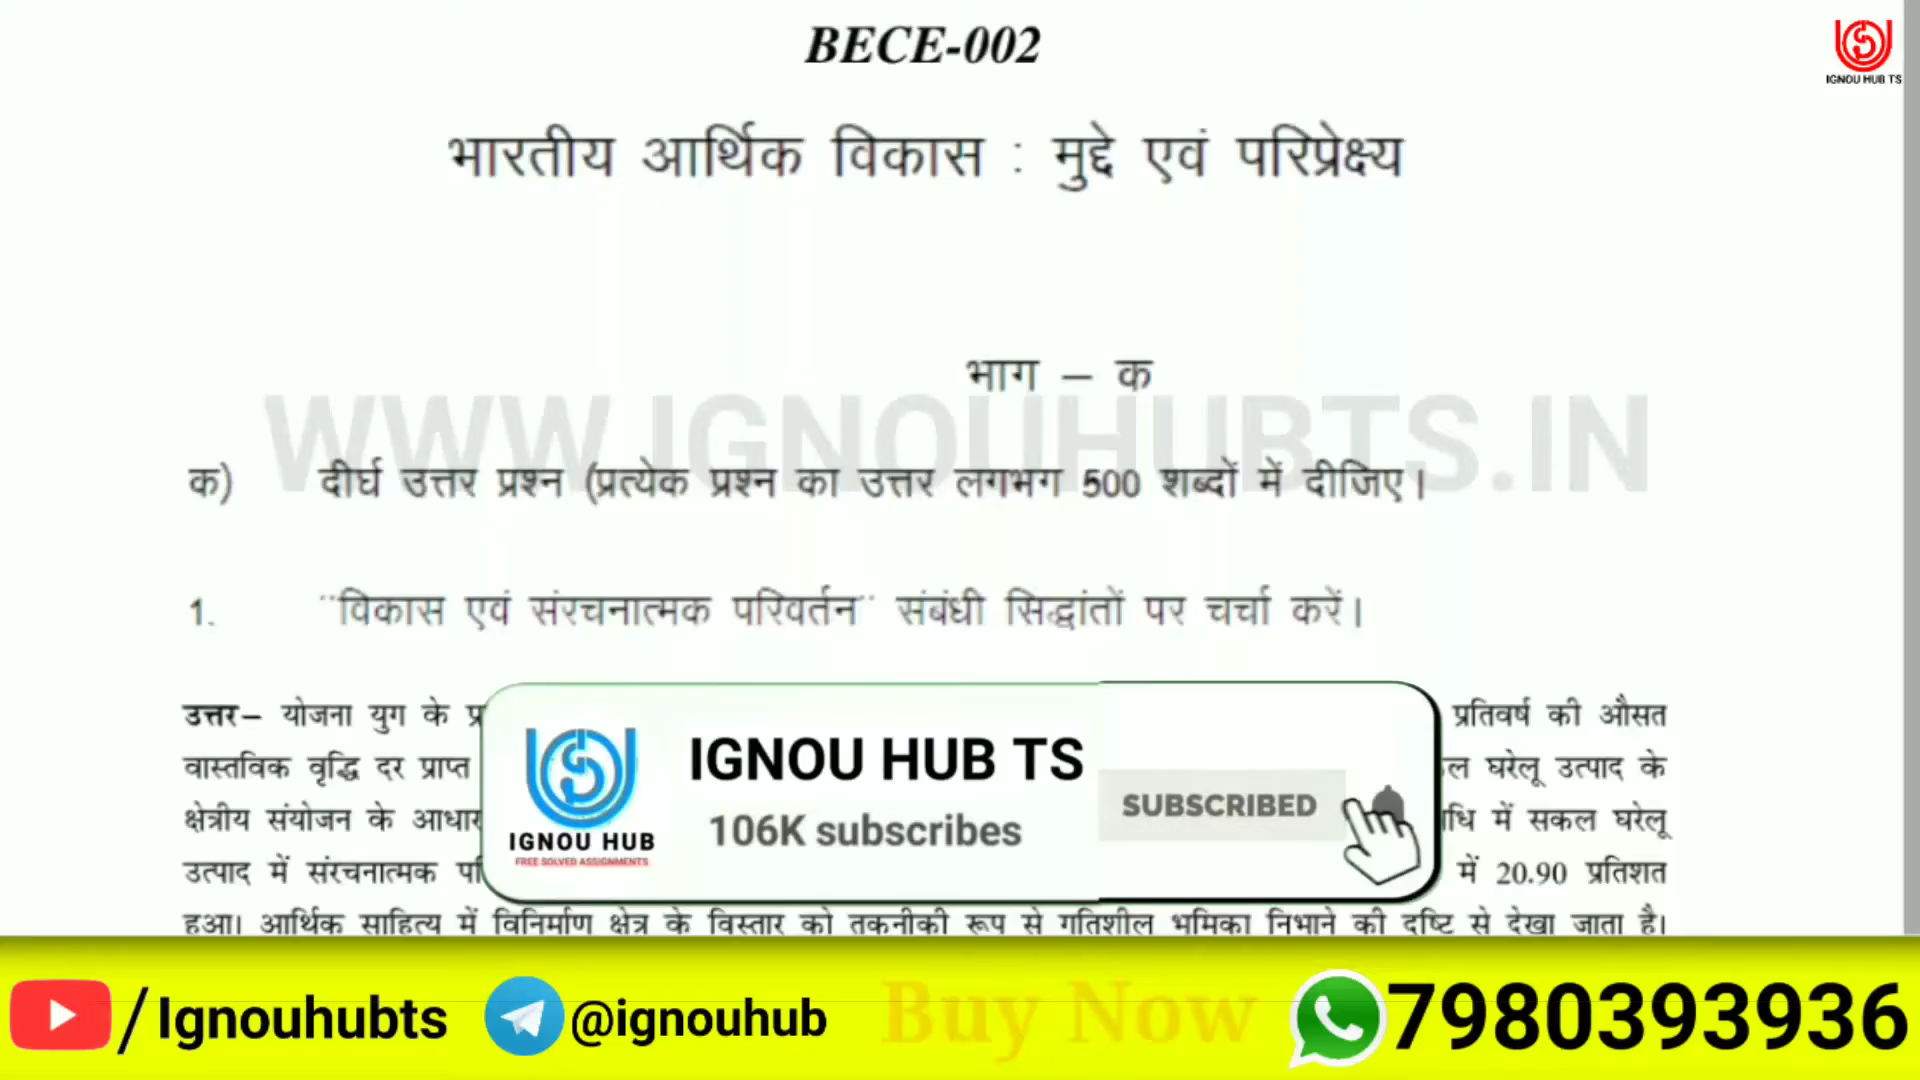 BECE-002
IGNOU HUB TS
भारतीय आर्थिक विकास : मुद्दे एवं परिप्रेक्ष्य
भाग – क
WWW.IGNOUHUBTS.IN
क) दीर्घ उत्तर प्रश्न (प्रत्येक प्रश्न का उत्तर लगभग 500 शब्दों में दीजिए।
1. ¨विकास एवं संरचनात्मक परिवर्तन¨ संबंधी सिद्वांतों पर चर्चा करें।
उत्तर– योजना युग के प्र प्रतिवर्ष की औसत
वास्तविक वृद्धि दर प्राप्त ल घरेलू उत्पाद के
क्षेत्रीय संयोजन के आधार धि में सकल घरेलू
उत्पाद में संरचनात्मक में 20.90 प्रतिशत
हुआ। आर्थिक साहित्य में विनिर्माण क्षेत्र के विस्तार को तकनीकी रूप से गतिशील भूमिका निभाने की दृष्टि से देखा जाता है।
IGNOU HUB TS
106K subscribes
SUBSCRIBED
IGNOU HUB
FREE SOLVED ASSIGNMENTS
/Ignouhubts @ignouhub Buy Now 7980393936